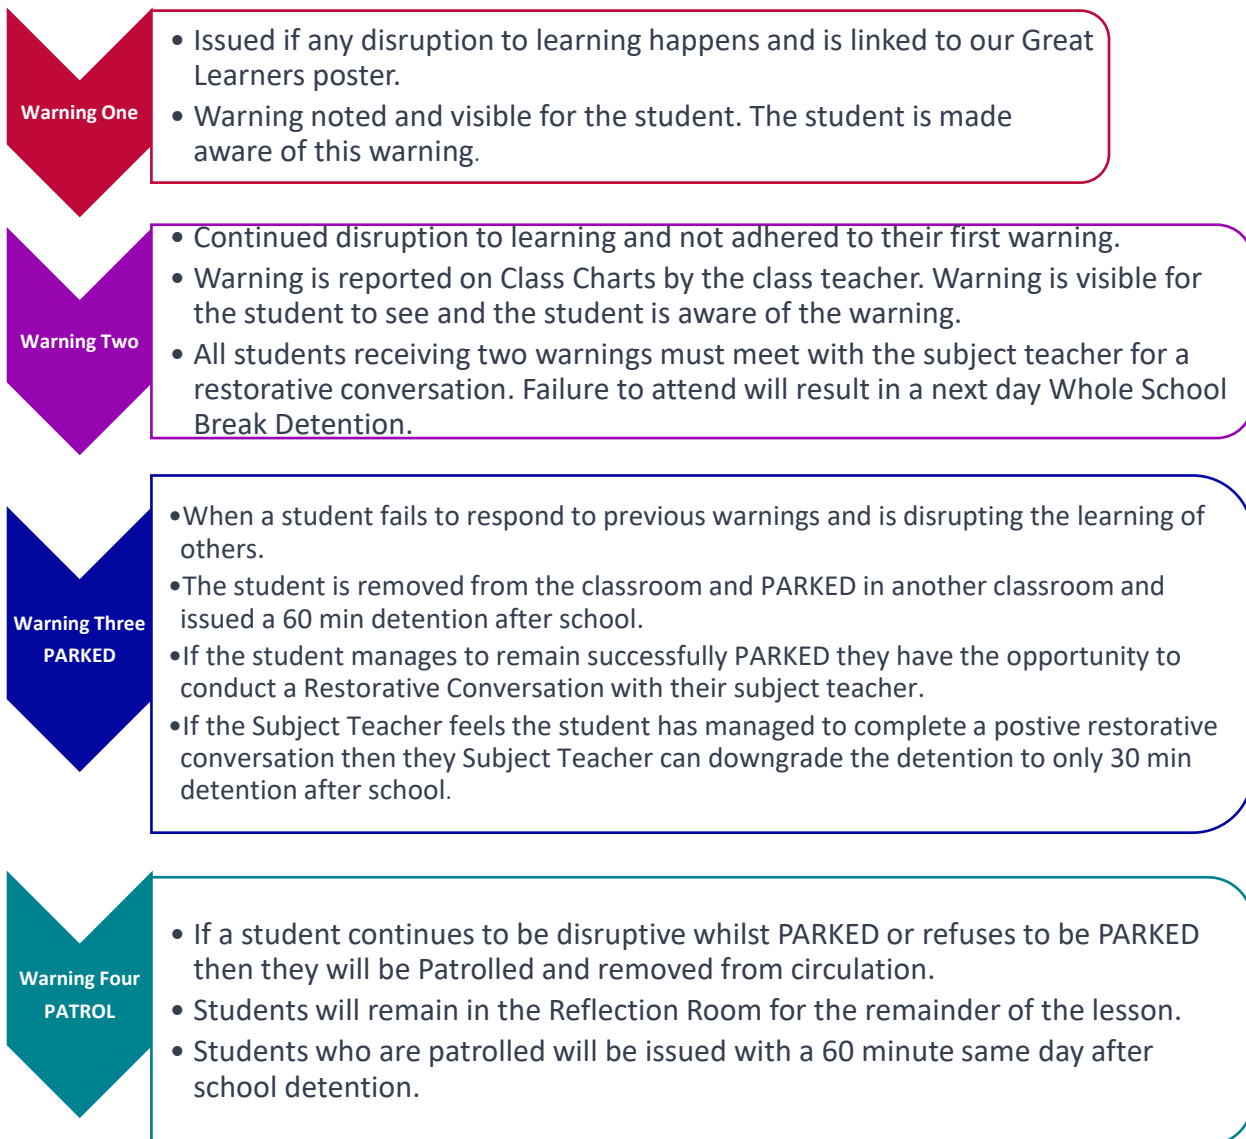 Warning One
• Issued if any disruption to learning happens and is linked to our Great
Learners poster.
• Warning noted and visible for the student. The student is made
aware of this warning.
Warning Two
• Continued disruption to learning and not adhered to their first warning.
• Warning is reported on Class Charts by the class teacher. Warning is visible for
the student to see and the student is aware of the warning.
• All students receiving two warnings must meet with the subject teacher for a
restorative conversation. Failure to attend will result in a next day Whole School
Break Detention.
Warning Three
PARKED
•When a student fails to respond to previous warnings and is disrupting the learning of
others.
•The student is removed from the classroom and PARKED in another classroom and
issued a 60 min detention after school.
•If the student manages to remain successfully PARKED they have the opportunity to
conduct a Restorative Conversation with their subject teacher.
•If the Subject Teacher feels the student has managed to complete a postive restorative
conversation then they Subject Teacher can downgrade the detention to only 30 min
detention after school.
Warning Four
PATROL
• If a student continues to be disruptive whilst PARKED or refuses to be PARKED
then they will be Patrolled and removed from circulation.
• Students will remain in the Reflection Room for the remainder of the lesson.
• Students who are patrolled will be issued with a 60 minute same day after
school detention.